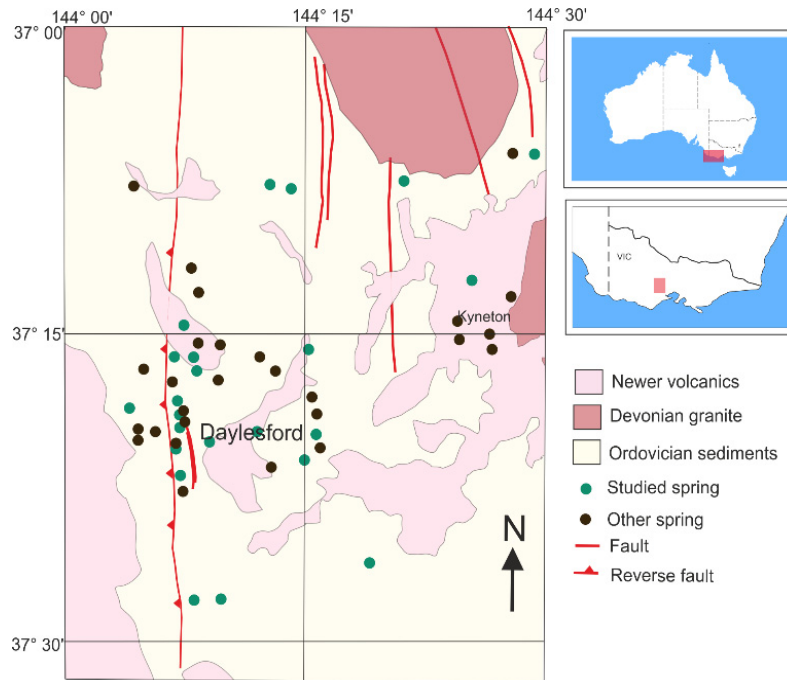 144° 00'
144° 15'
144° 30'
37° 00'
37° 15'
37° 30'
Kyneton
Daylesford
N
VIC
Newer volcanics
Devonian granite
Ordovician sediments
Studied spring
Other spring
Fault
Reverse fault